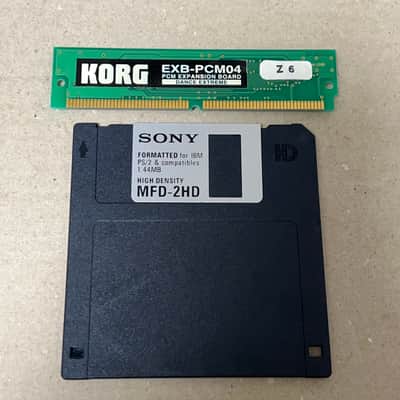 KORG
EXB-PCM04
PCM EXPANSION BOARD
DANCE EXTREME
Z 6
SONY
FORMATTED for IBM
PS/2 & compatibles
1.44MB
HIGH DENSITY
MFD-2HD
HD